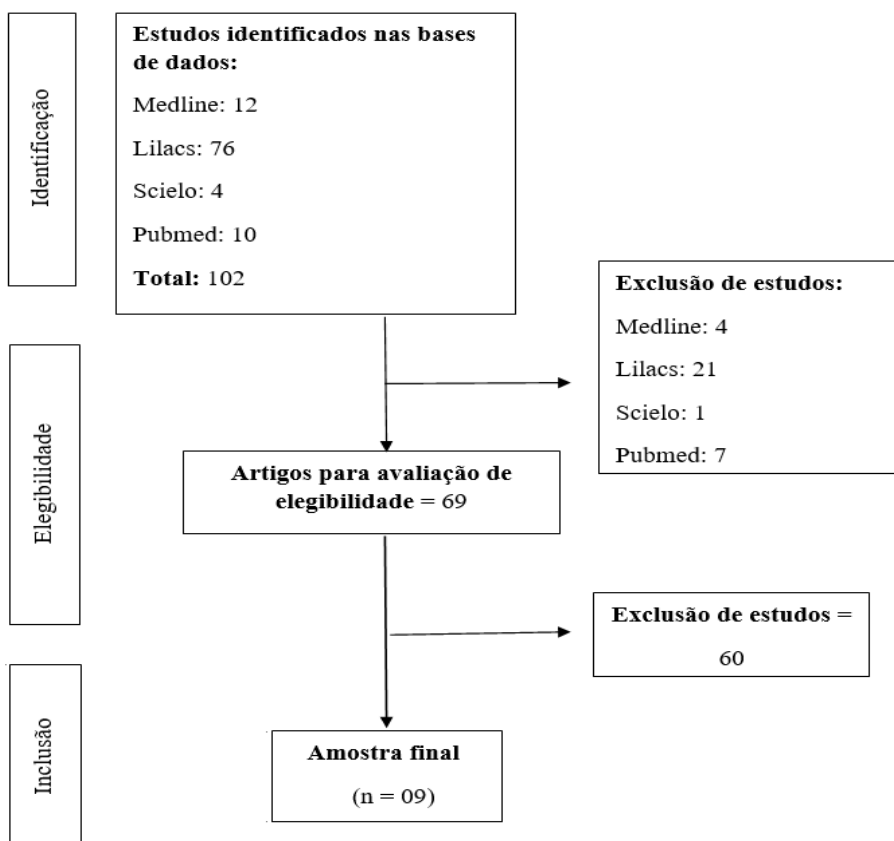 Identificação
Estudos identificados nas bases
de dados:
Medline: 12
Lilacs: 76
Scielo: 4
Pubmed: 10
Total: 102
Exclusão de estudos:
Medline: 4
Lilacs: 21
Scielo: 1
Pubmed: 7
Elegibilidade
Artigos para avaliação de
elegibilidade = 69
Exclusão de estudos =
60
Inclusão
Amostra final
(n = 09)